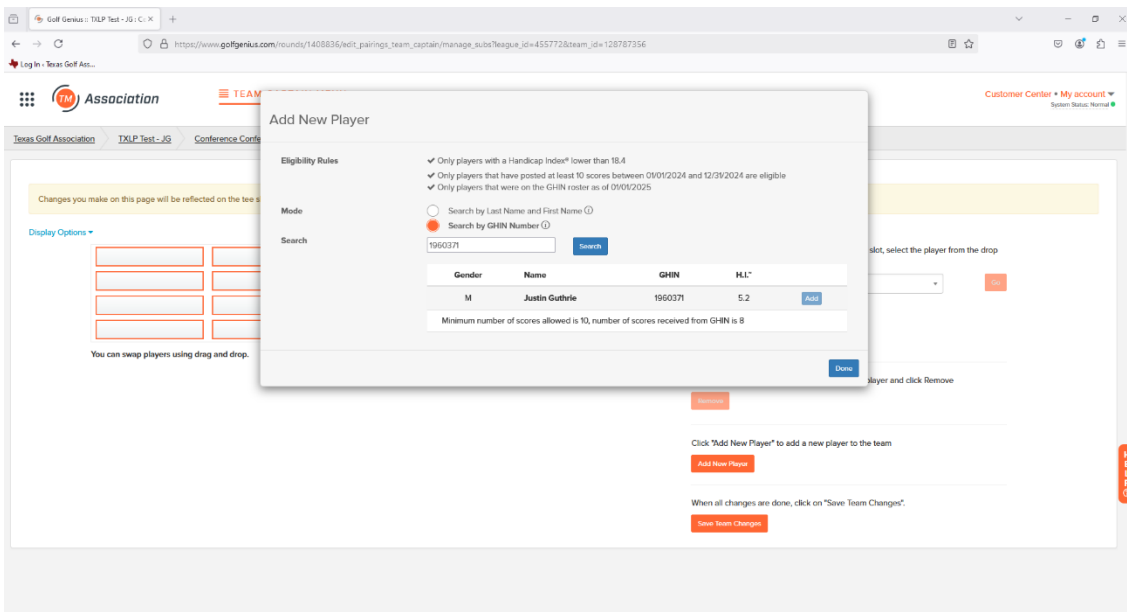 Golf Genius :: TXLP Test - JG : C
https://www.golfgenius.com/rounds/1408836/edit_pairings_team_captain/manage_subs?league_id=455772&team_id=128787356
Log In ‹ Texas Golf Ass...
TM Association
TEAM
Customer Center • My account
System Status: Normal
Texas Golf Association
TXLP Test - JG
Conference Confe
Add New Player
Eligibility Rules
Only players with a Handicap Index® lower than 18.4
Only players that have posted at least 10 scores between 01/01/2024 and 12/31/2024 are eligible
Only players that were on the GHIN roster as of 01/01/2025
Changes you make on this page will be reflected on the tee s
Mode
Search by Last Name and First Name
Search by GHIN Number
Display Options
Search
1960371
Search
slot, select the player from the drop
Gender Name GHIN H.I.™
M Justin Guthrie 1960371 5.2 Add
Go
Minimum number of scores allowed is 10, number of scores received from GHIN is 8
You can swap players using drag and drop.
Done
player and click Remove
Remove
Click "Add New Player" to add a new player to the team
Add New Player
When all changes are done, click on "Save Team Changes".
Save Team Changes